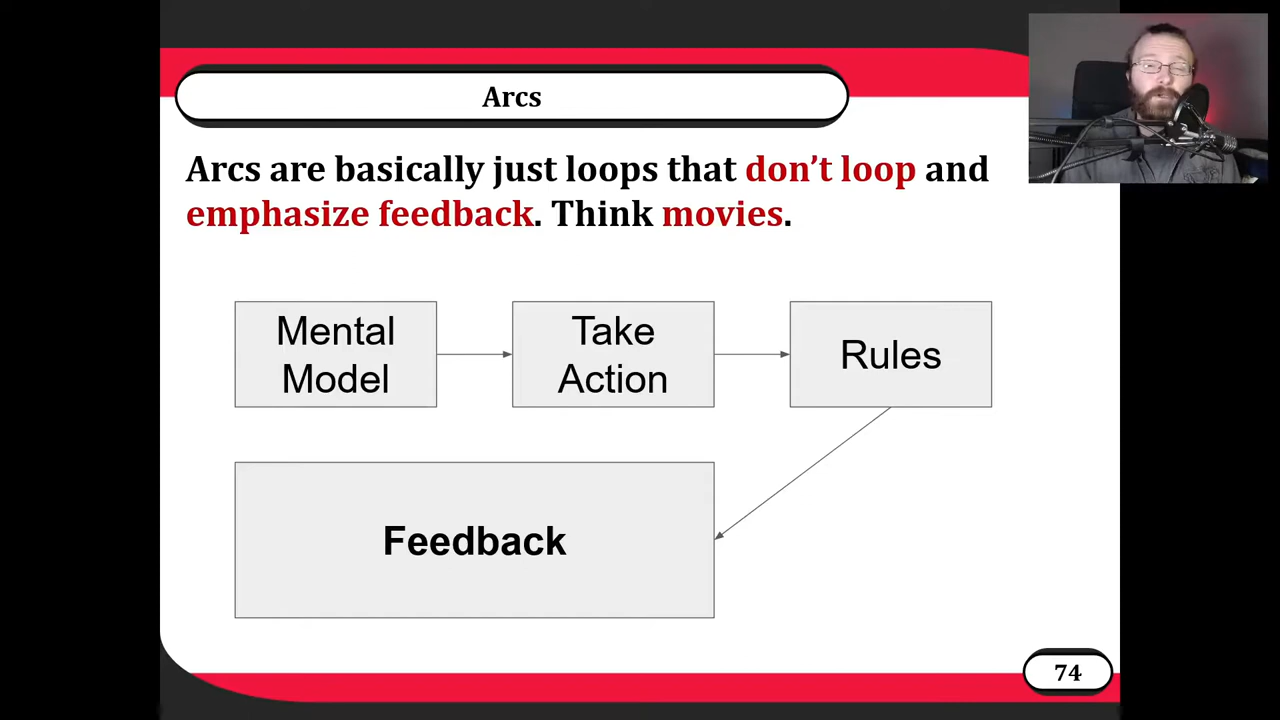 Arcs
Arcs are basically just loops that don’t loop and
emphasize feedback. Think movies.
Mental
Model
Take
Action
Rules
Feedback
74